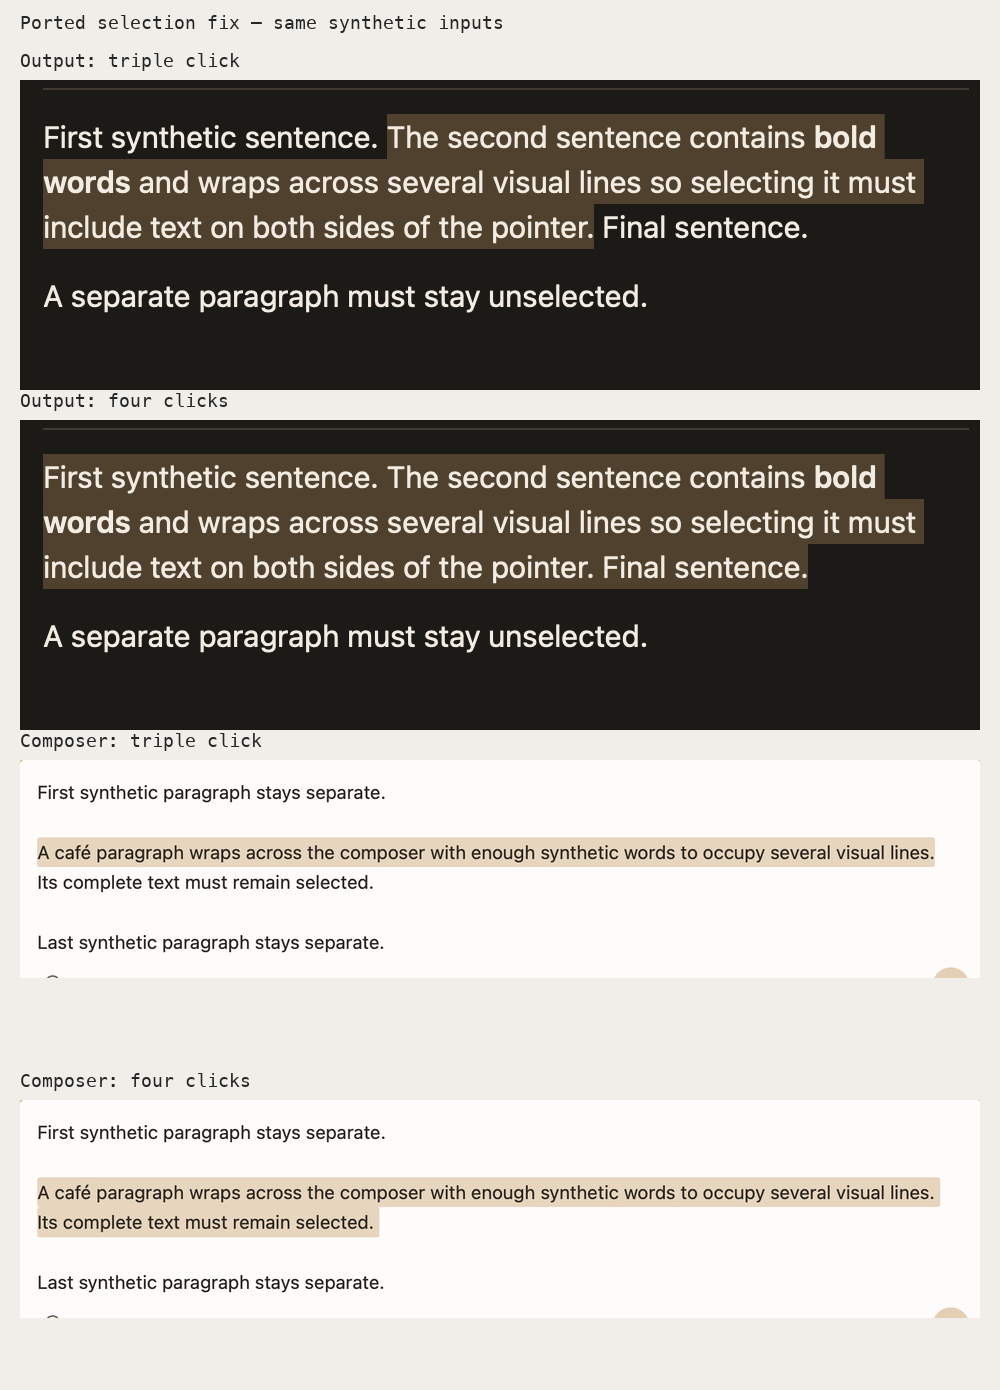 Ported selection fix — same synthetic inputs
Output: triple click
First synthetic sentence. The second sentence contains bold
words and wraps across several visual lines so selecting it must
include text on both sides of the pointer. Final sentence.
A separate paragraph must stay unselected.
Output: four clicks
First synthetic sentence. The second sentence contains bold
words and wraps across several visual lines so selecting it must
include text on both sides of the pointer. Final sentence.
A separate paragraph must stay unselected.
Composer: triple click
First synthetic paragraph stays separate.
A café paragraph wraps across the composer with enough synthetic words to occupy several visual lines.
Its complete text must remain selected.
Last synthetic paragraph stays separate.
Composer: four clicks
First synthetic paragraph stays separate.
A café paragraph wraps across the composer with enough synthetic words to occupy several visual lines.
Its complete text must remain selected.
Last synthetic paragraph stays separate.